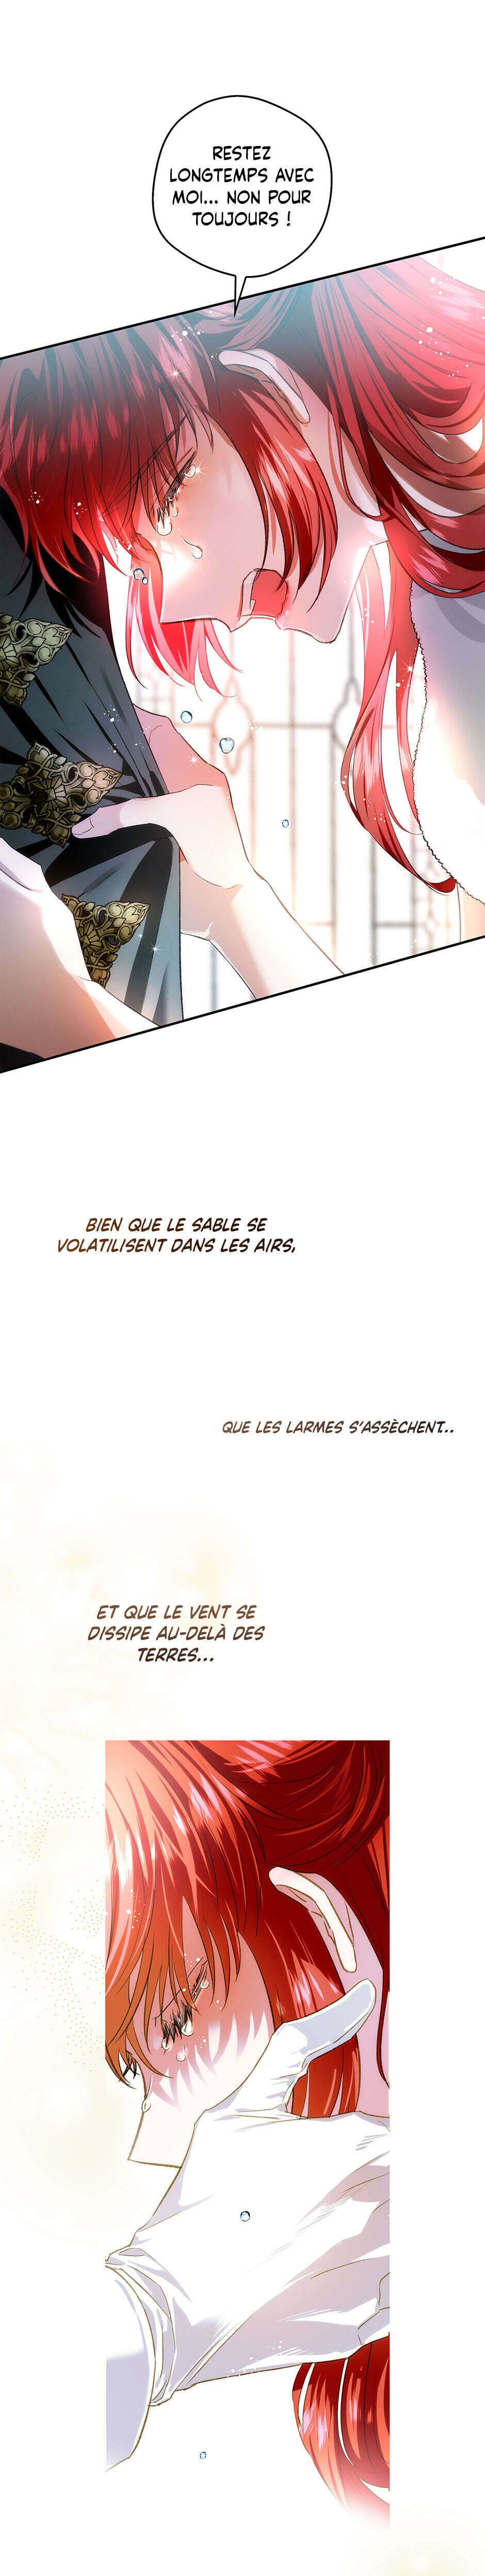 RESTEZ
LONGTEMPS AVEC
MOI... NON POUR
TOUJOURS !
BIEN QUE LE SABLE SE
VOLATILISENT DANS LES AIRS,
QUE LES LARMES S'ASSÈCHENT..
ET QUE LE VENT SE
DISSIPE AU-DELÀ DES
TERRES...